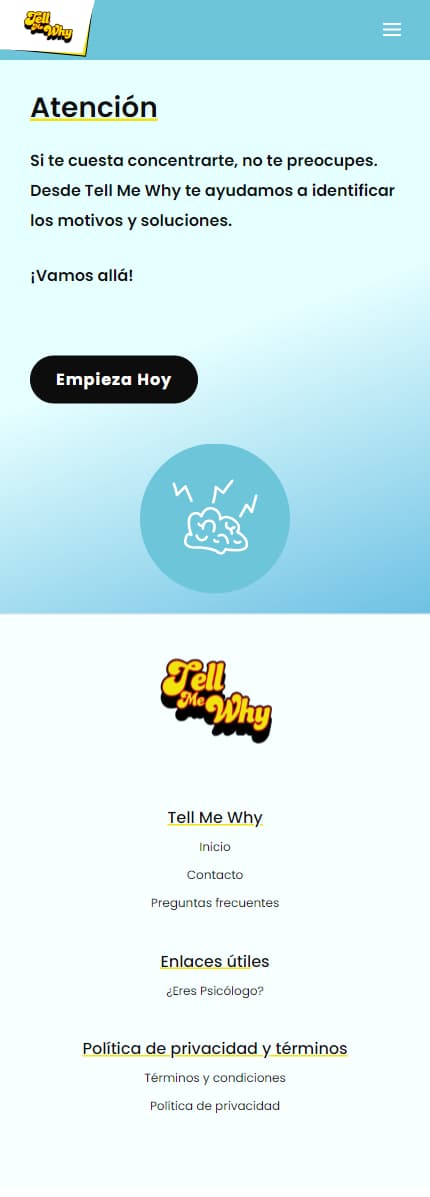 Tell
Me Why
Atención
Si te cuesta concentrarte, no te preocupes.
Desde Tell Me Why te ayudamos a identificar
los motivos y soluciones.
¡Vamos allá!
Empieza Hoy
Tell
Me Why
Tell Me Why
Inicio
Contacto
Preguntas frecuentes
Enlaces útiles
¿Eres Psicólogo?
Política de privacidad y términos
Términos y condiciones
Política de privacidad